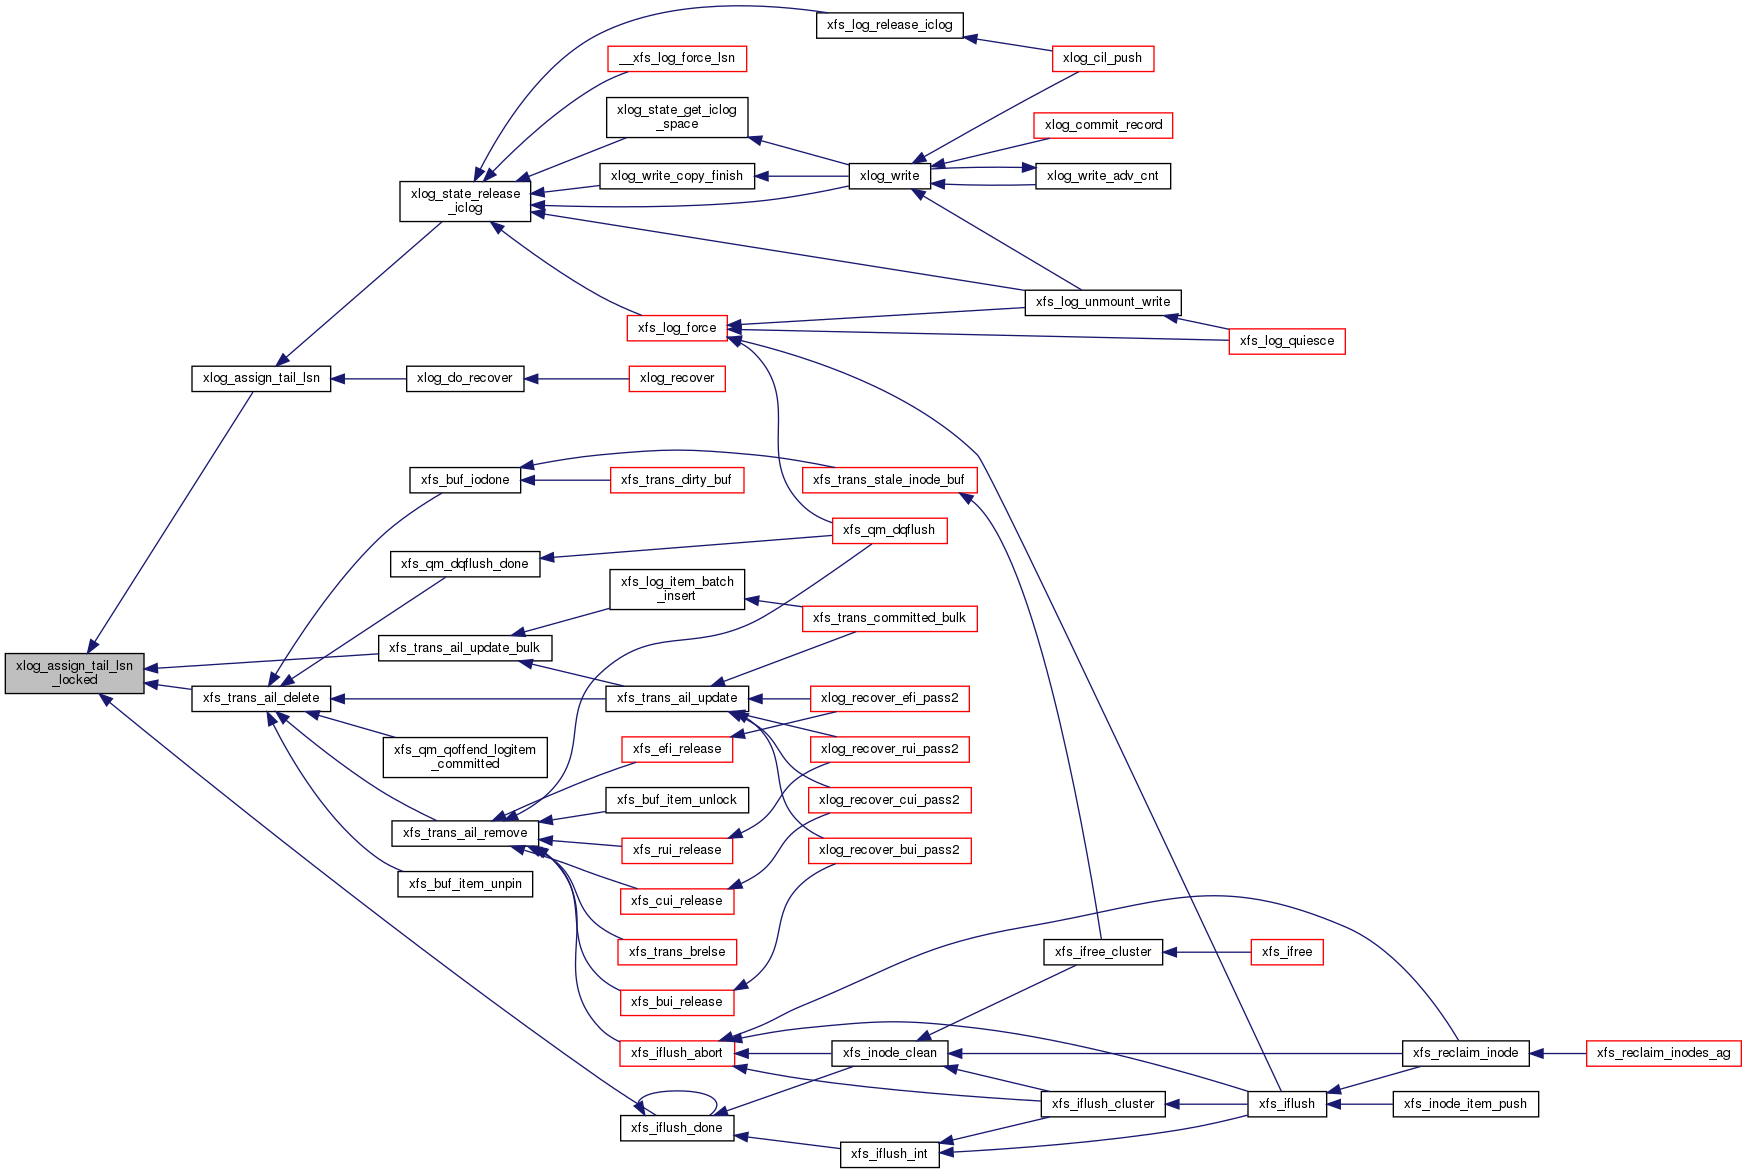 xfs_log_release_iclog
__xfs_log_force_lsn
xlog_cil_push
xlog_state_get_iclog
_space
xlog_commit_record
xlog_write_copy_finish
xlog_write
xlog_write_adv_cnt
xlog_state_release
_iclog
xfs_log_unmount_write
xfs_log_force
xfs_log_quiesce
xlog_assign_tail_lsn
xlog_do_recover
xlog_recover
xfs_buf_iodone
xfs_trans_dirty_buf
xfs_trans_stale_inode_buf
xfs_qm_dqflush
xfs_qm_dqflush_done
xfs_log_item_batch
_insert
xfs_trans_committed_bulk
xfs_trans_ail_update_bulk
xlog_assign_tail_lsn
_locked
xfs_trans_ail_delete
xfs_trans_ail_update
xlog_recover_efi_pass2
xfs_qm_qoffend_logitem
_committed
xfs_efi_release
xlog_recover_rui_pass2
xfs_buf_item_unlock
xlog_recover_cui_pass2
xfs_trans_ail_remove
xfs_rui_release
xlog_recover_bui_pass2
xfs_buf_item_unpin
xfs_cui_release
xfs_trans_brelse
xfs_ifree_cluster
xfs_ifree
xfs_bui_release
xfs_iflush_abort
xfs_inode_clean
xfs_reclaim_inode
xfs_reclaim_inodes_ag
xfs_iflush_cluster
xfs_iflush
xfs_inode_item_push
xfs_iflush_done
xfs_iflush_int